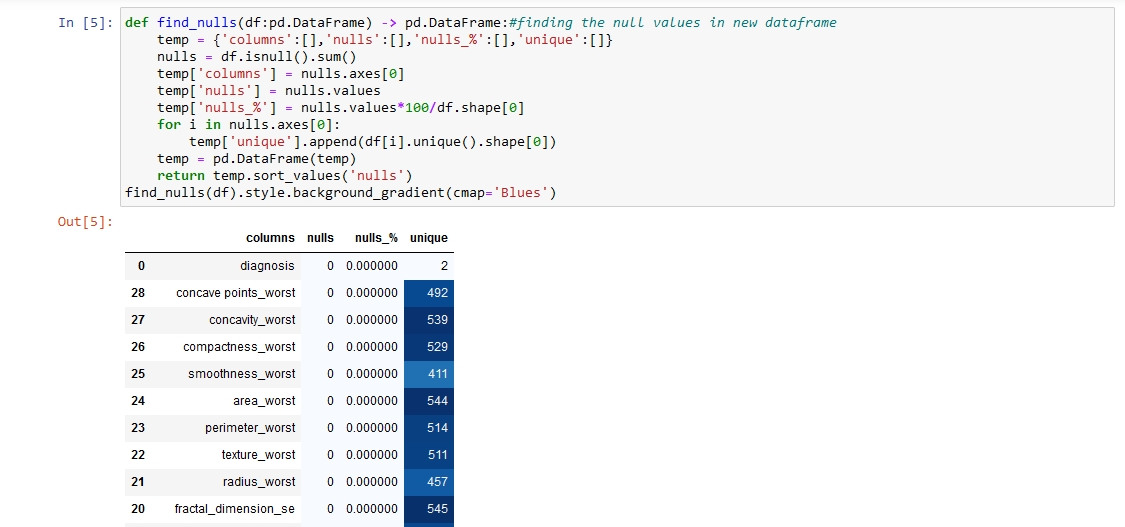 In [5]: def find_nulls(df:pd.DataFrame) -> pd.DataFrame:#finding the null values in new dataframe
    temp = {'columns':[],'nulls':[],'nulls_%':[],'unique':[]}
    nulls = df.isnull().sum()
    temp['columns'] = nulls.axes[0]
    temp['nulls'] = nulls.values
    temp['nulls_%'] = nulls.values*100/df.shape[0]
    for i in nulls.axes[0]:
        temp['unique'].append(df[i].unique().shape[0])
    temp = pd.DataFrame(temp)
    return temp.sort_values('nulls')
find_nulls(df).style.background_gradient(cmap='Blues')
Out[5]:
columns nulls nulls_% unique
0 diagnosis 0 0.000000 2
28 concave points_worst 0 0.000000 492
27 concavity_worst 0 0.000000 539
26 compactness_worst 0 0.000000 529
25 smoothness_worst 0 0.000000 411
24 area_worst 0 0.000000 544
23 perimeter_worst 0 0.000000 514
22 texture_worst 0 0.000000 511
21 radius_worst 0 0.000000 457
20 fractal_dimension_se 0 0.000000 545